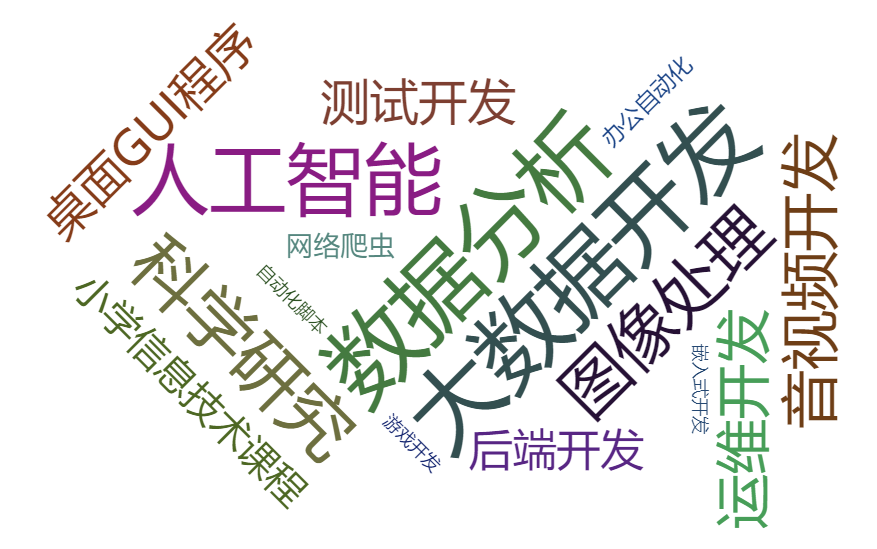 桌面GUI程序
测试开发
办公自动化
人工智能
数据分析
大数据开发
音视频开发
网络爬虫
科学研究
自动化脚本
图像处理
小学信息技术课程
运维开发
嵌入式开发
游戏开发
后端开发